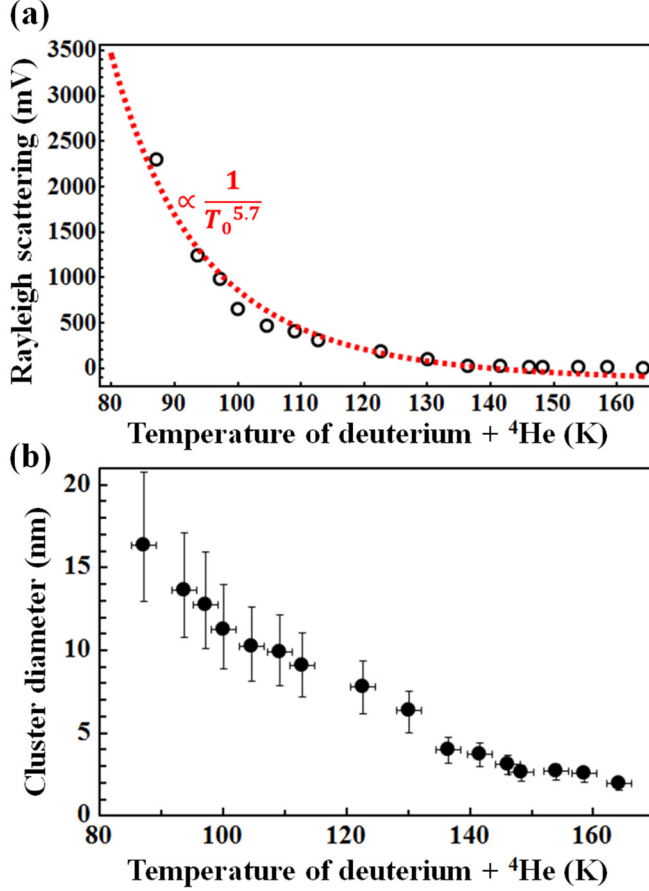 (a)
Rayleigh scattering (mV)
3500
3000
2500
2000
1500
1000
500
0
∝ 1/T₀^5.7
80 90 100 110 120 130 140 150 160
Temperature of deuterium + ⁴He (K)
(b)
Cluster diameter (nm)
20
15
10
5
0
80 100 120 140 160
Temperature of deuterium + ⁴He (K)